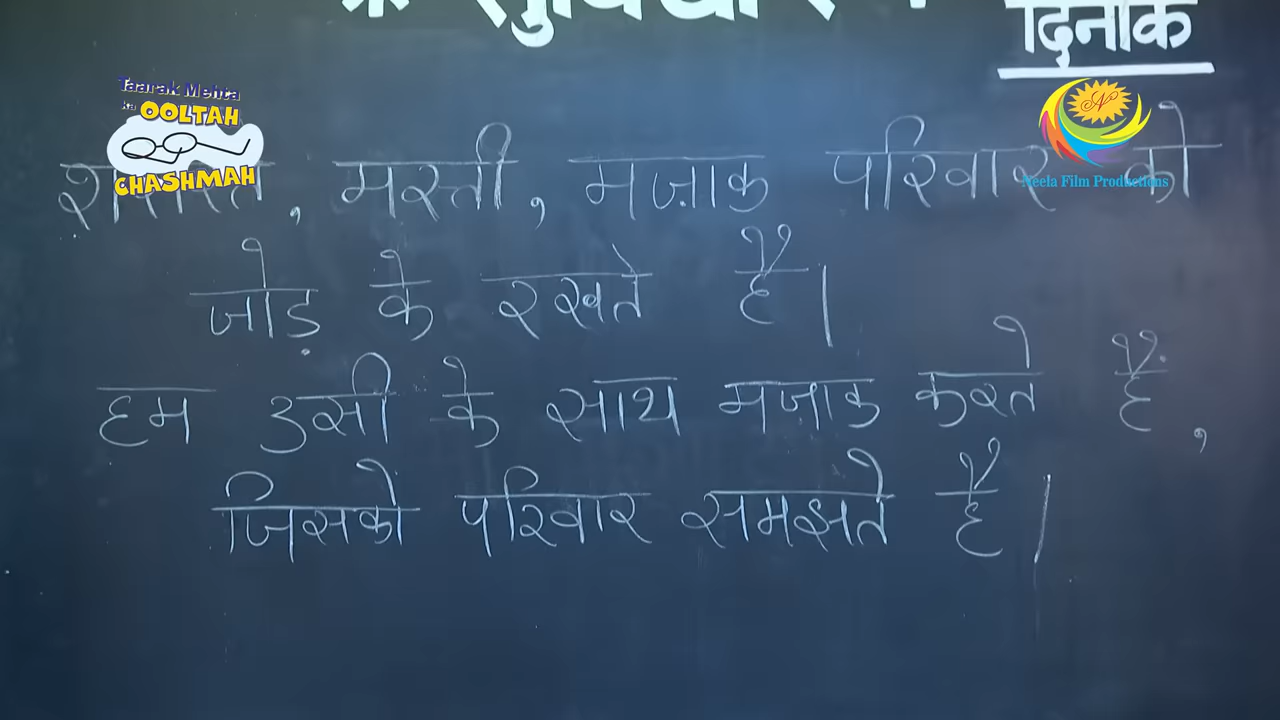 के सुविचार
दिनांक
Taarak Mehta
ka OOLTAH
CHASHMAH
Neela Film Productions
मस्ती, मज़ाक परिवार को
जोड़ के रखते हैं।
हम उसी के साथ मजाक करते हैं,
जिसको परिवार समझते हैं।